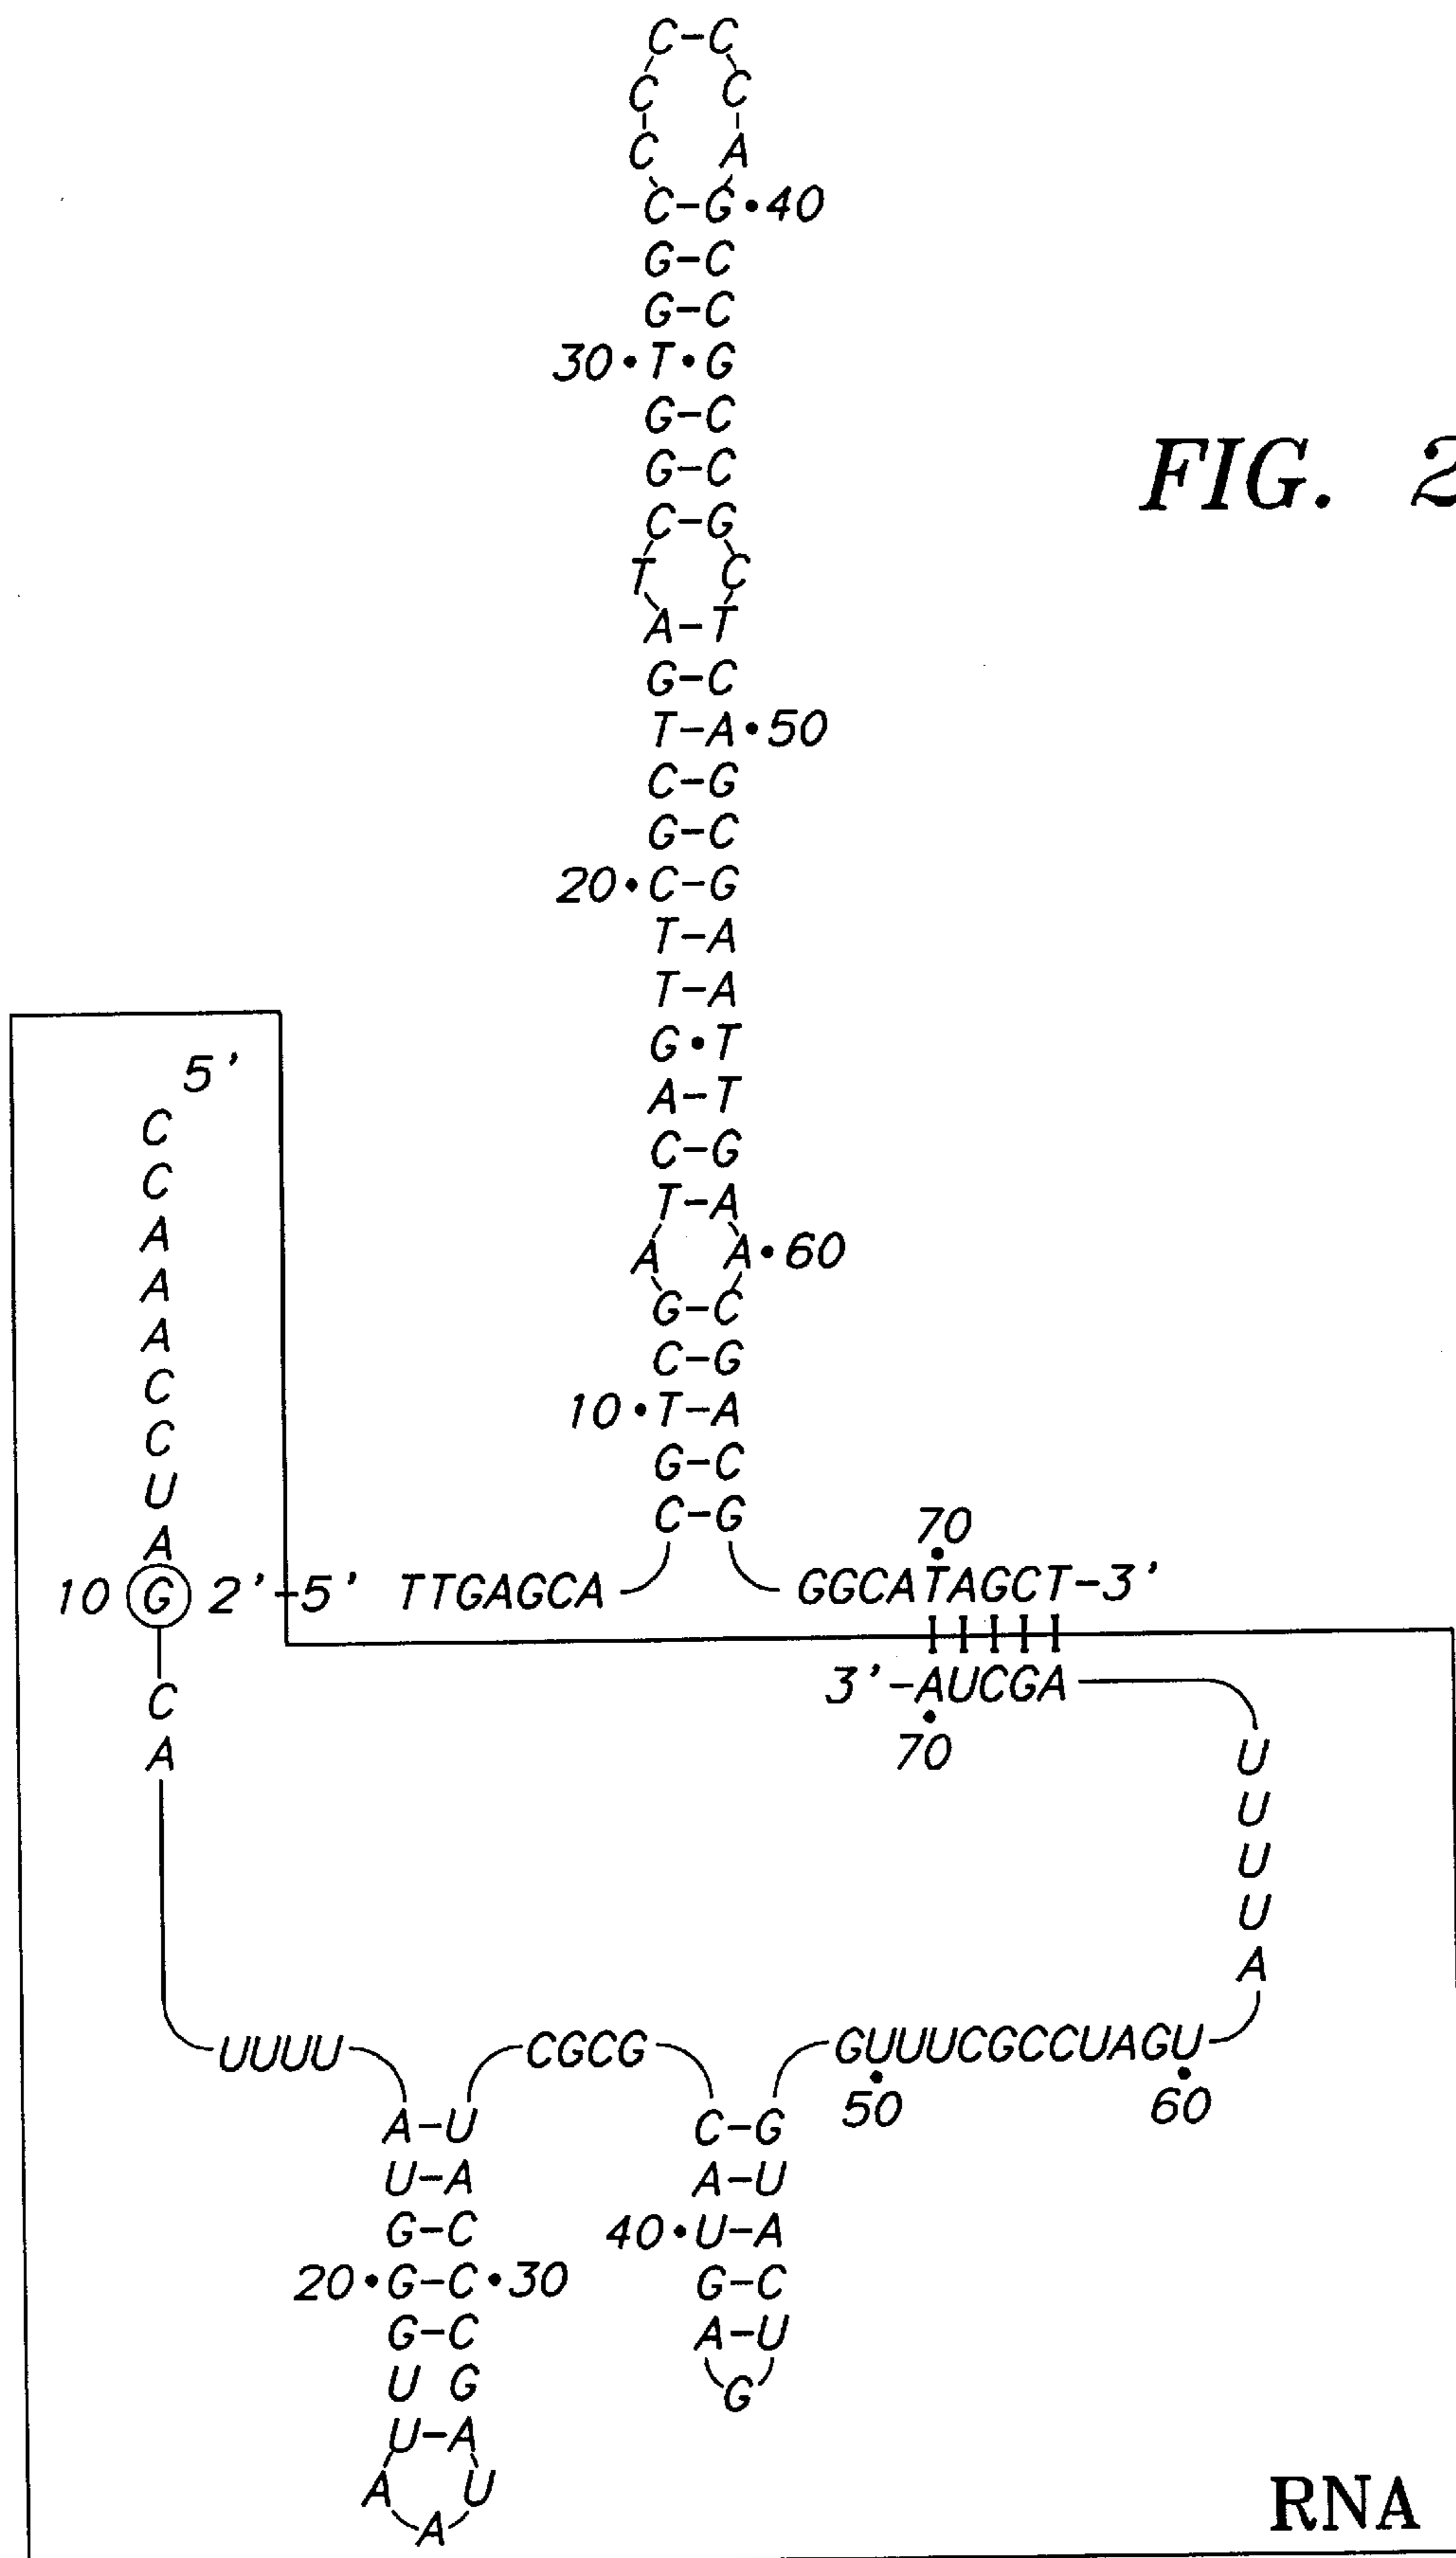 C-C
C C
C A
C-G•40
G-C
G-C
30•T•G
G-C
G-C
FIG. 2
C-G
T C
A-T
G-C
T-A•50
C-G
G-C
20•C-G
T-A
T-A
G•T
A-T
C-G
T-A
A A•60
G-C
C-G
10•T-A
G-C
C-G
5'
C
C
A
A
A
C
C
U
A
10 G 2'-5' TTGAGCA GGCATAGCT-3'
70
3'-AUCGA
70
C
A
U
U
U
U
A
UUUU CGCG GUUUCGCCUAGU
50 60
A-U C-G
U-A A-U
G-C 40•U-A
20•G-C•30 G-C
G-C A-U
U G G
U-A
A U
A
RNA